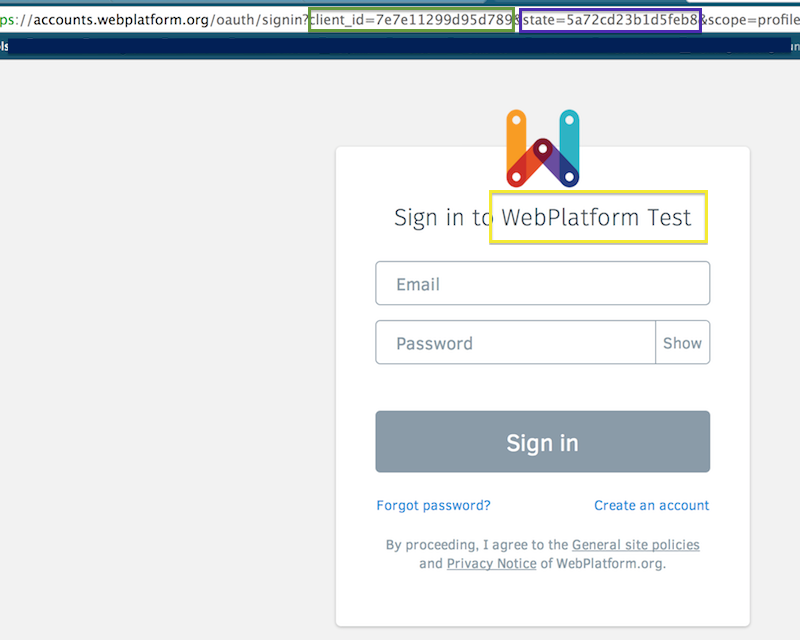 ps://accounts.webplatform.org/oauth/signin?client_id=7e7e11299d95d789&state=5a72cd23b1d5feb8&scope=profile
Sign in to WebPlatform Test
Email
Password Show
Sign in
Forgot password? Create an account
By proceeding, I agree to the General site policies
and Privacy Notice of WebPlatform.org.